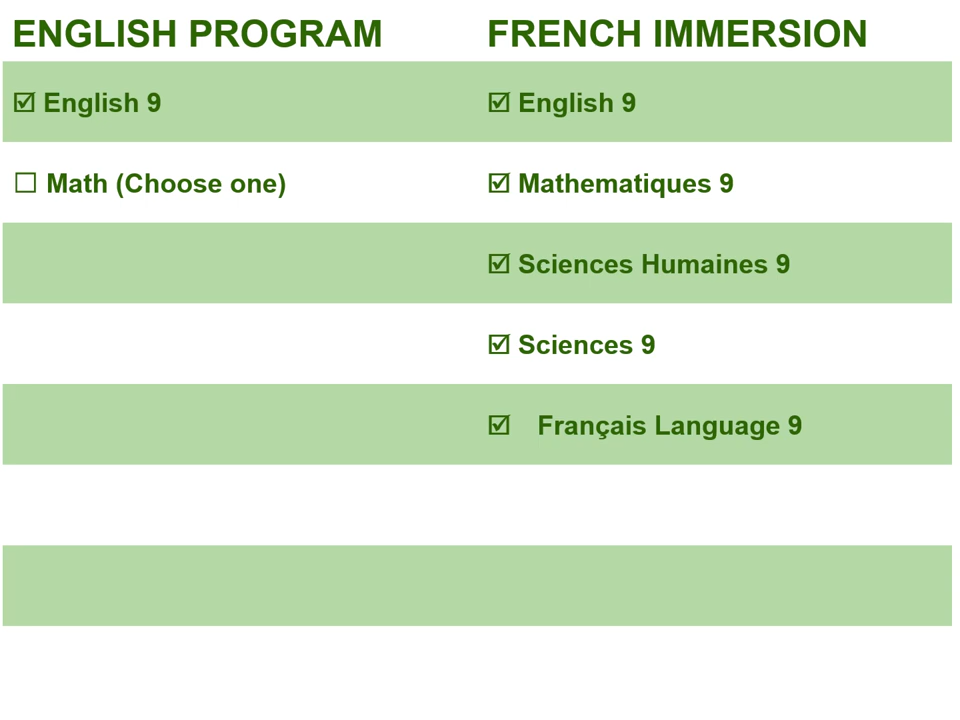 ENGLISH PROGRAM FRENCH IMMERSION
☑ English 9 ☑ English 9
☐ Math (Choose one) ☑ Mathematiques 9
☑ Sciences Humaines 9
☑ Sciences 9
☑ Français Language 9